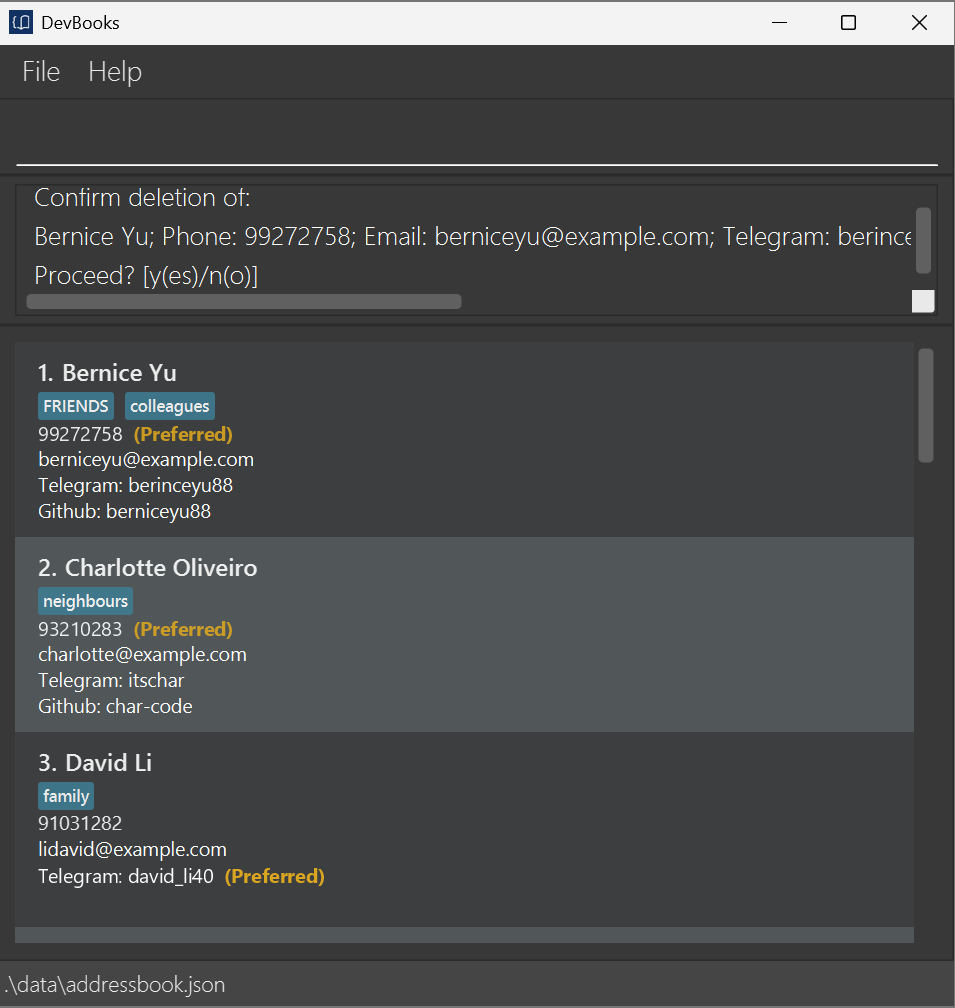 DevBooks
File Help
Confirm deletion of:
Bernice Yu; Phone: 99272758; Email: berniceyu@example.com; Telegram: berince
Proceed? [y(es)/n(o)]
1. Bernice Yu
FRIENDS colleagues
99272758 (Preferred)
berniceyu@example.com
Telegram: berinceyu88
Github: berniceyu88
2. Charlotte Oliveiro
neighbours
93210283 (Preferred)
charlotte@example.com
Telegram: itschar
Github: char-code
3. David Li
family
91031282
lidavid@example.com
Telegram: david_li40 (Preferred)
.\data\addressbook.json